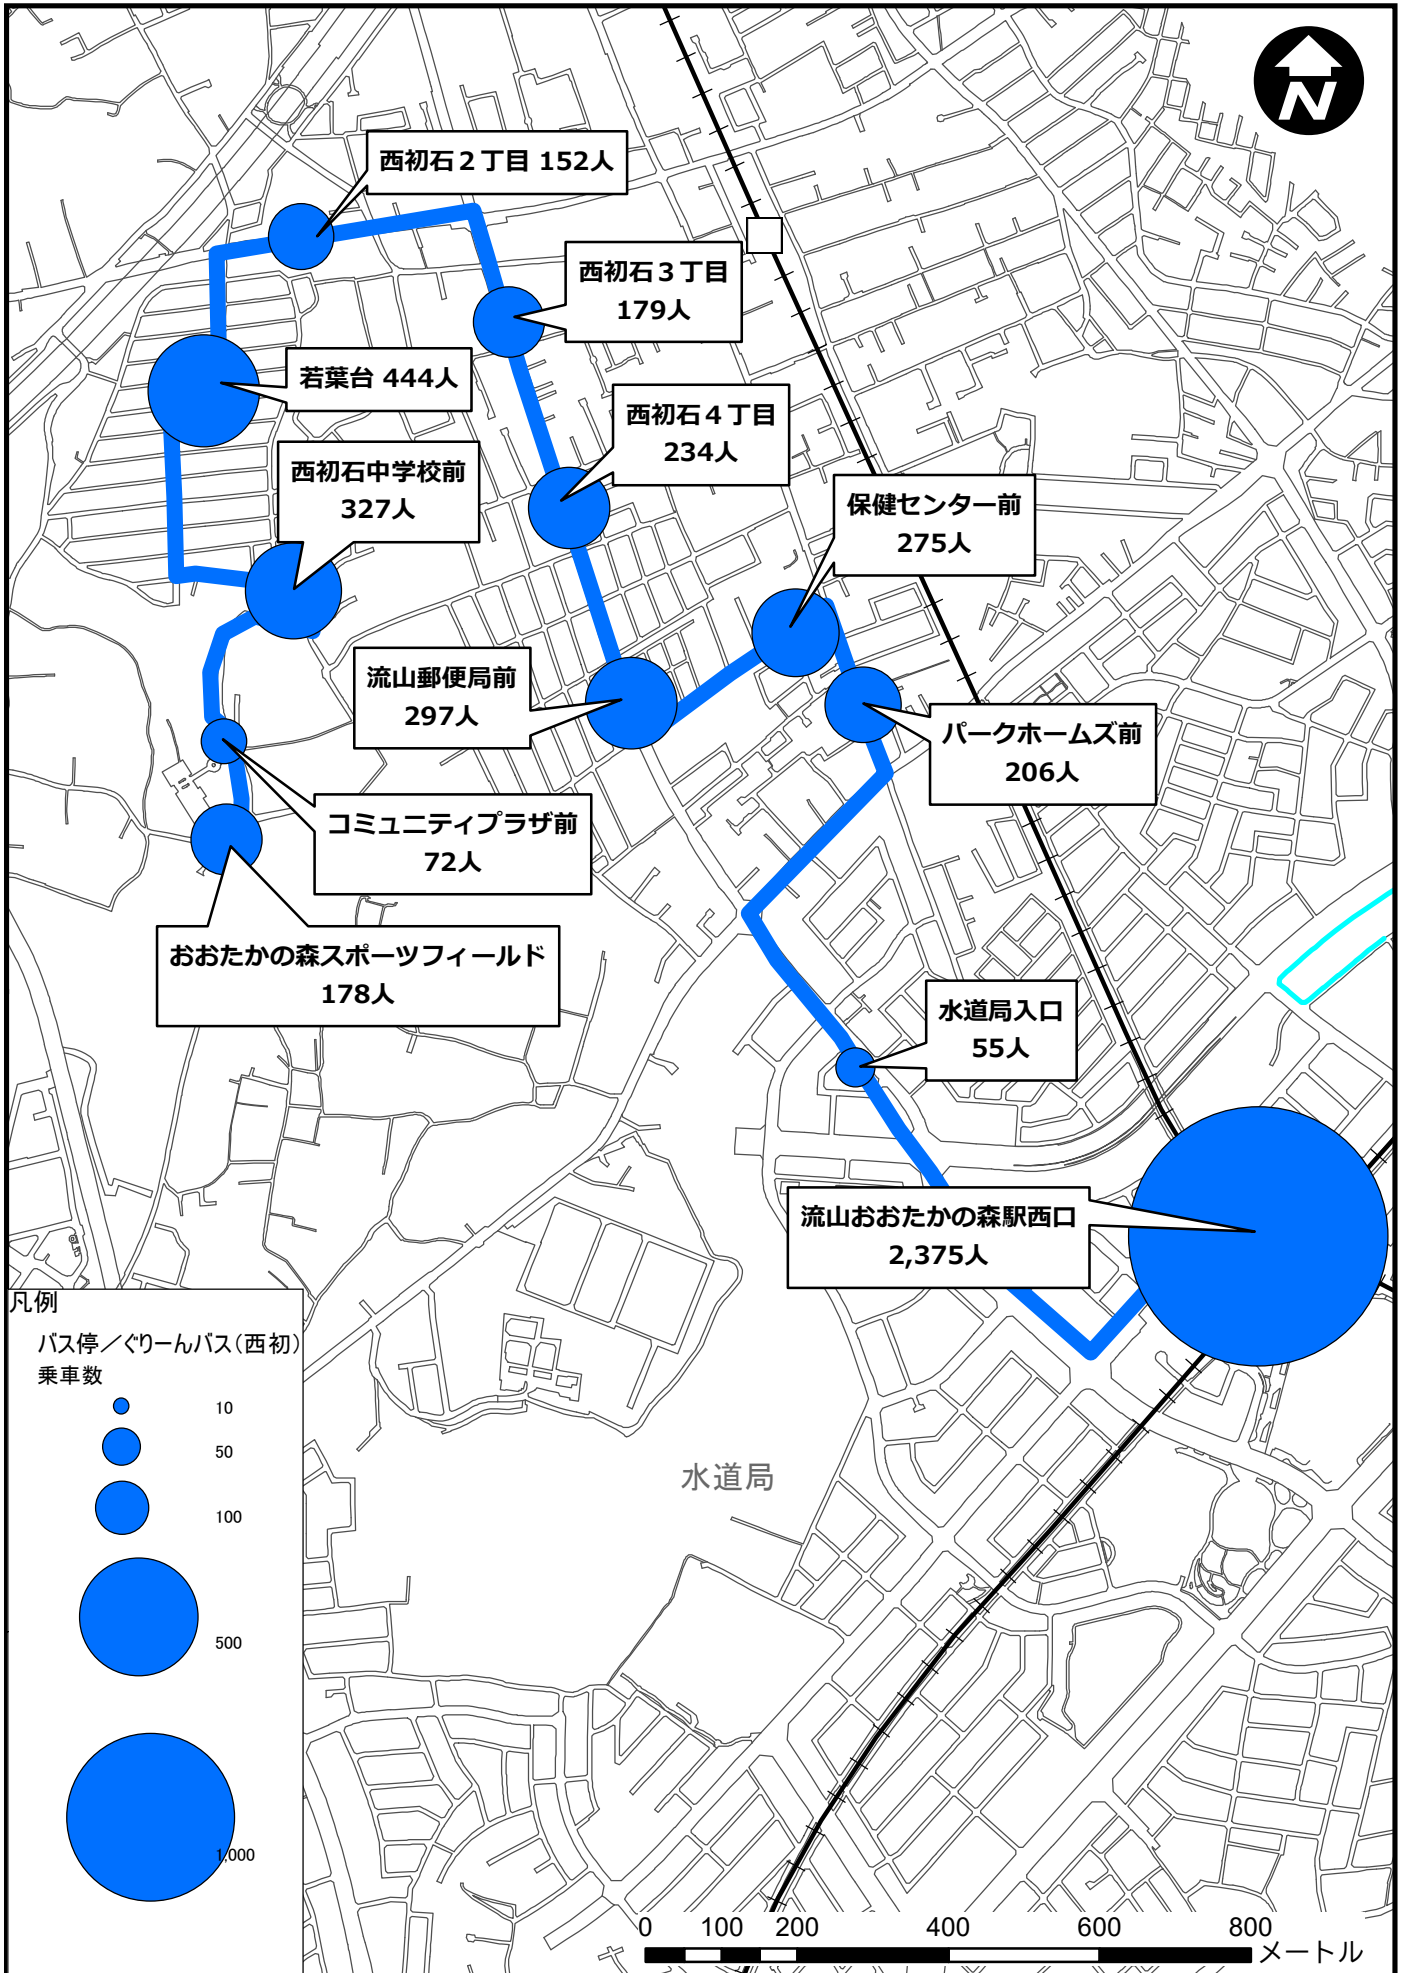 N
西初石２丁目 152人
西初石３丁目
179人
若葉台 444人
西初石４丁目
234人
西初石中学校前
327人
保健センター前
275人
流山郵便局前
297人
パークホームズ前
206人
コミュニティプラザ前
72人
おおたかの森スポーツフィールド
178人
水道局入口
55人
流山おおたかの森駅西口
2,375人
凡例
バス停／ぐりーんバス（西初）
乗車数
10
50
100
500
1,000
水道局
0 100 200 400 600 800
メートル